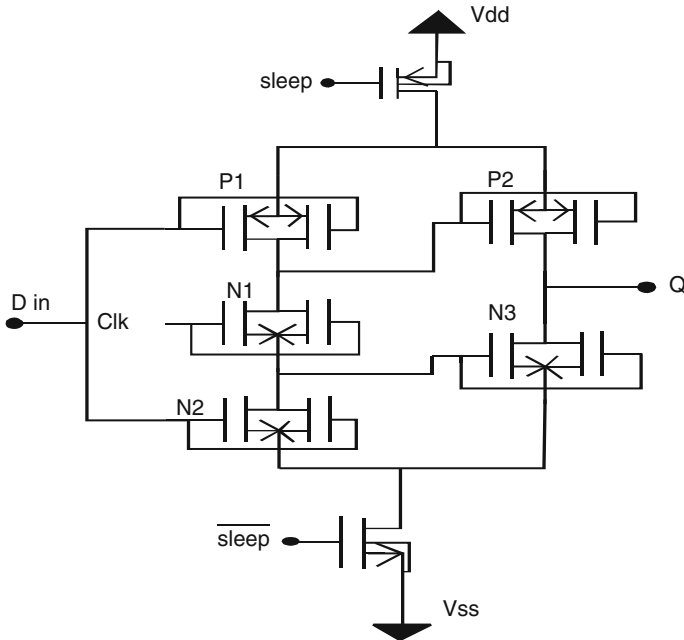 Vdd
sleep
P1
P2
D in
Clk
N1
Q
N3
N2
sleep
Vss